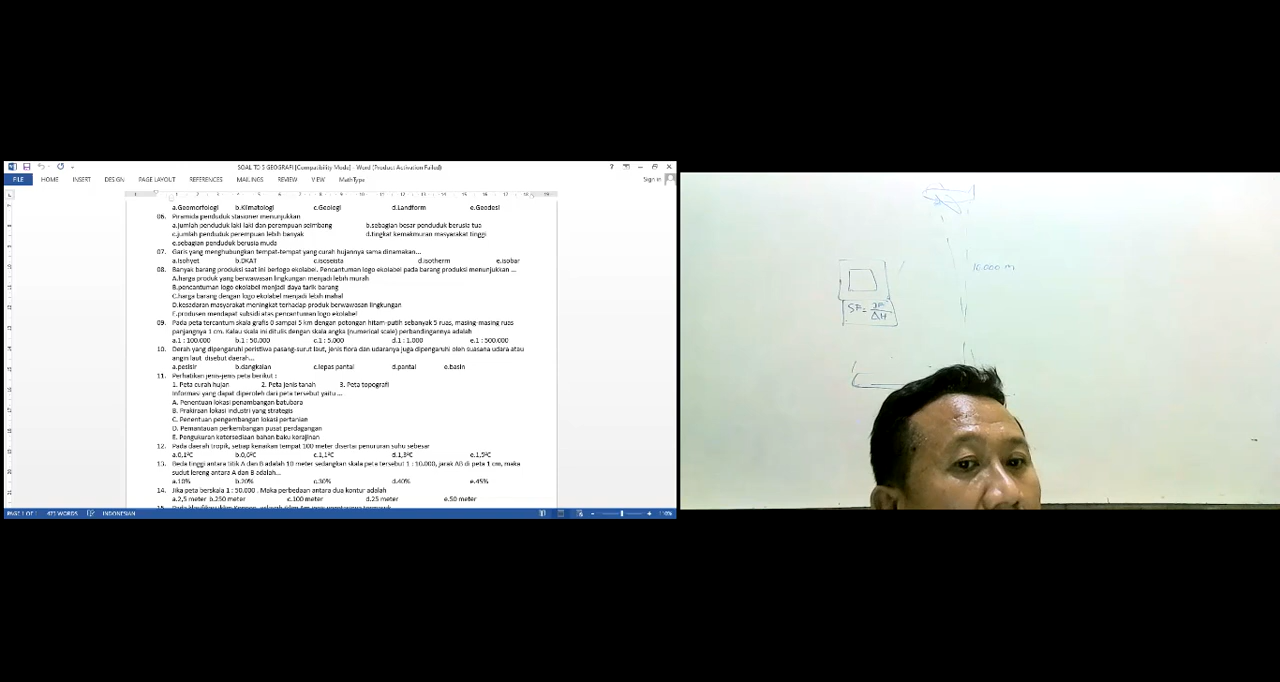 SOAL TO 5 GEOGRAFI [Compatibility Mode] - Word (Product Activation Failed)
FILE HOME INSERT DESIGN PAGE LAYOUT REFERENCES MAILINGS REVIEW VIEW MathType Sign in
a.Geomorfologi b.Klimatologi c.Geologi d.Landform e.Geodesi
06. Piramida penduduk stasioner menunjukkan
a.jumlah penduduk laki laki dan perempuan seimbang b.sebagian besar penduduk berusia tua
c.jumlah penduduk perempuan lebih banyak d.tingkat kemakmuran masyarakat tinggi
e.sebagian penduduk berusia muda
07. Garis yang menghubungkan tempat-tempat yang curah hujannya sama dinamakan...
a.isohyet b.DKAT c.isoseista d.isotherm e.isobar
08. Banyak barang produksi saat ini berlogo ekolabel. Pencantuman logo ekolabel pada barang produksi menunjukkan ...
A.harga produk yang berwawasan lingkungan menjadi lebih murah
B.pencantuman logo ekolabel menjadi daya tarik barang
C.harga barang dengan logo ekolabel menjadi lebih mahal
D.kesadaran masyarakat meningkat terhadap produk berwawasan lingkungan
E.produsen mendapat subsidi atas pencantuman logo ekolabel
09. Pada peta tercantum skala grafis 0 sampai 5 km dengan potongan hitam-putih sebanyak 5 ruas, masing-masing ruas
panjangnya 1 cm. Kalau skala ini ditulis dengan skala angka (numerical scale) perbandingannya adalah
a.1 : 100.000 b.1 : 50.000 c.1 : 5.000 d.1 : 1.000 e.1 : 500.000
10. Derah yang dipengaruhi peristiwa pasang-surut laut, jenis flora dan udaranya juga dipengaruhi oleh suasana udara atau
angin laut disebut daerah...
a.pesisir b.dangkalan c.lepas pantai d.pantai e.basin
11. Perhatikan jenis-jenis peta berikut :
1. Peta curah hujan 2. Peta jenis tanah 3. Peta topografi
Informasi yang dapat diperoleh dari peta tersebut yaitu ...
A. Penentuan lokasi penambangan batubara
B. Prakiraan lokasi industri yang strategis
C. Penentuan pengembangan lokasi pertanian
D. Pemantauan perkembangan pusat perdagangan
E. Pengukuran ketersediaan bahan baku kerajinan
12. Pada daerah tropik, setiap kenaikan tempat 100 meter disertai penurunan suhu sebesar
a.0,1°C b.0,6°C c.1,1°C d.1,3°C e.1,5°C
13. Beda tinggi antara titik A dan B adalah 10 meter sedangkan skala peta tersebut 1 : 10.000, jarak AB di peta 1 cm, maka
sudut lereng antara A dan B adalah...
a.10% b.20% c.30% d.40% e.45%
14. Jika peta berskala 1 : 50.000 . Maka perbedaan antara dua kontur adalah
a.2,5 meter b.250 meter c.100 meter d.25 meter e.50 meter
PAGE 1 OF 473 WORDS INDONESIAN
10.000 m